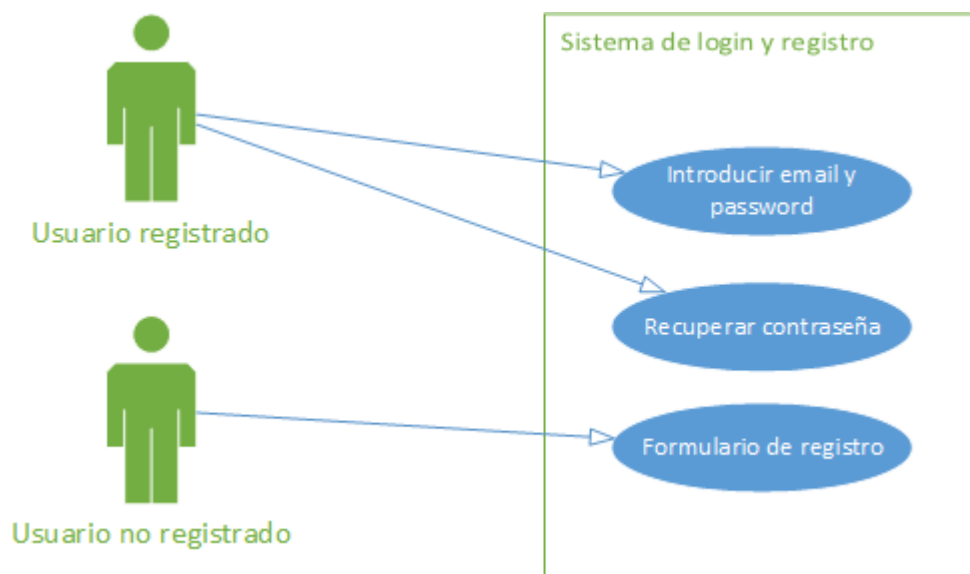 Sistema de login y registro
Introducir email y
password
Usuario registrado
Recuperar contraseña
Formulario de registro
Usuario no registrado